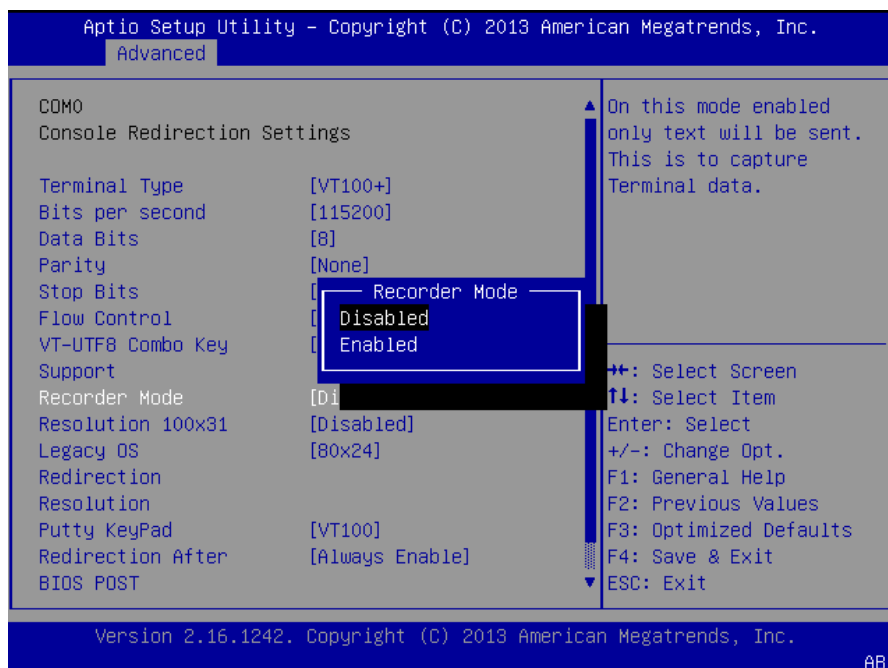 Aptio Setup Utility – Copyright (C) 2013 American Megatrends, Inc.
Advanced
COM0
Console Redirection Settings
Terminal Type [VT100+]
Bits per second [115200]
Data Bits [8]
Parity [None]
Stop Bits [
Flow Control [
VT-UTF8 Combo Key [
Support
Recorder Mode [Di
Resolution 100x31 [Disabled]
Legacy OS [80x24]
Redirection
Resolution
Putty KeyPad [VT100]
Redirection After [Always Enable]
BIOS POST
Recorder Mode
Disabled
Enabled
On this mode enabled
only text will be sent.
This is to capture
Terminal data.
→←: Select Screen
↑↓: Select Item
Enter: Select
+/-: Change Opt.
F1: General Help
F2: Previous Values
F3: Optimized Defaults
F4: Save & Exit
ESC: Exit
Version 2.16.1242. Copyright (C) 2013 American Megatrends, Inc.
AB